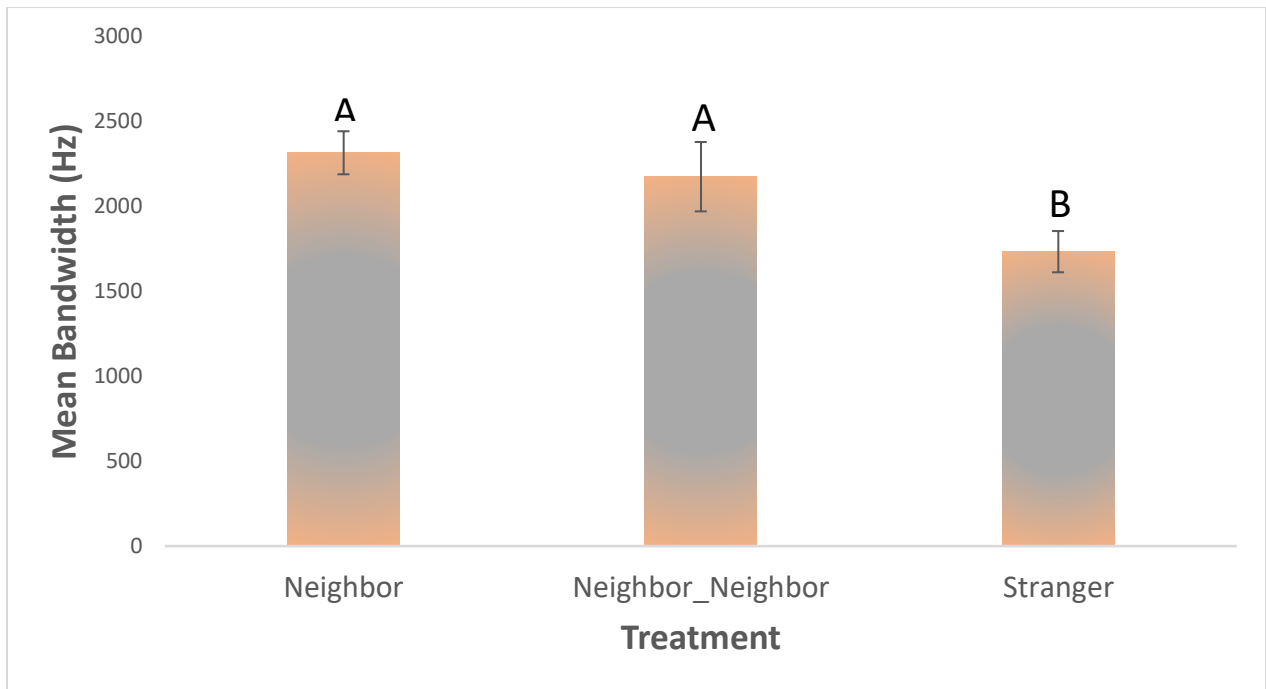 3000
2500
2000
1500
1000
500
0
Mean Bandwidth (Hz)
A
A
B
Neighbor
Neighbor_Neighbor
Stranger
Treatment